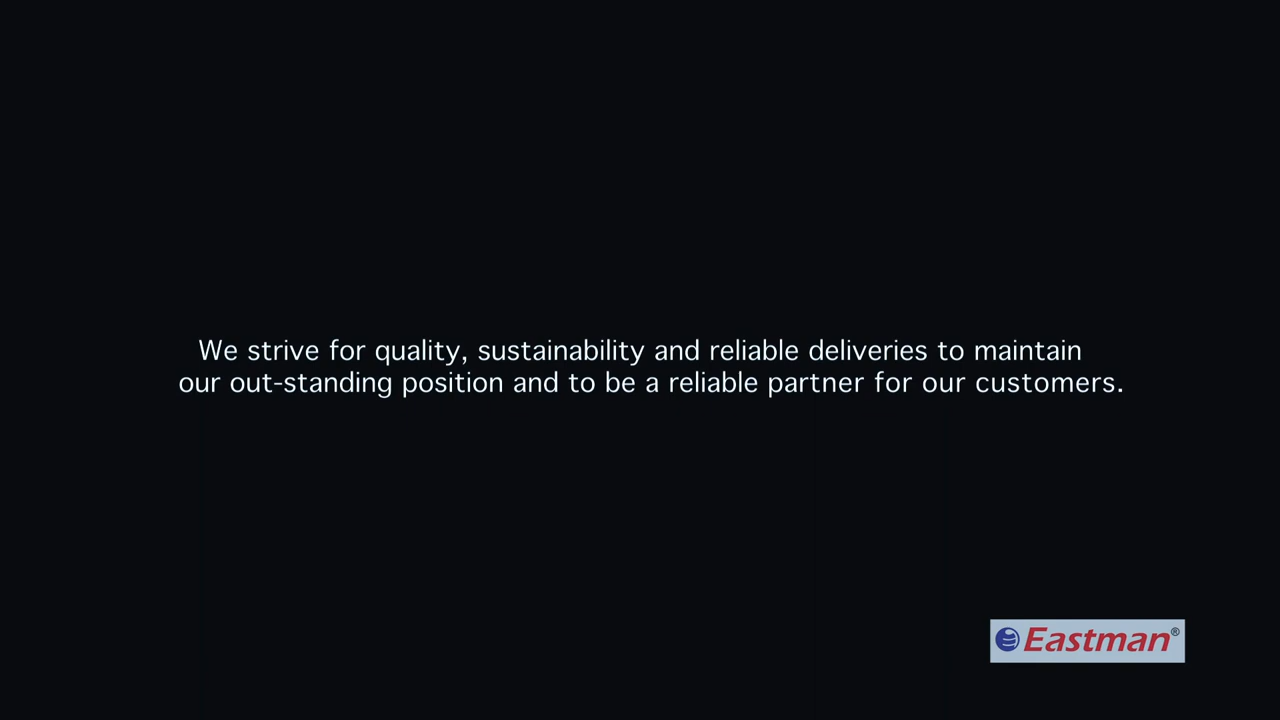 We strive for quality, sustainability and reliable deliveries to maintain
our out-standing position and to be a reliable partner for our customers.
Eastman®